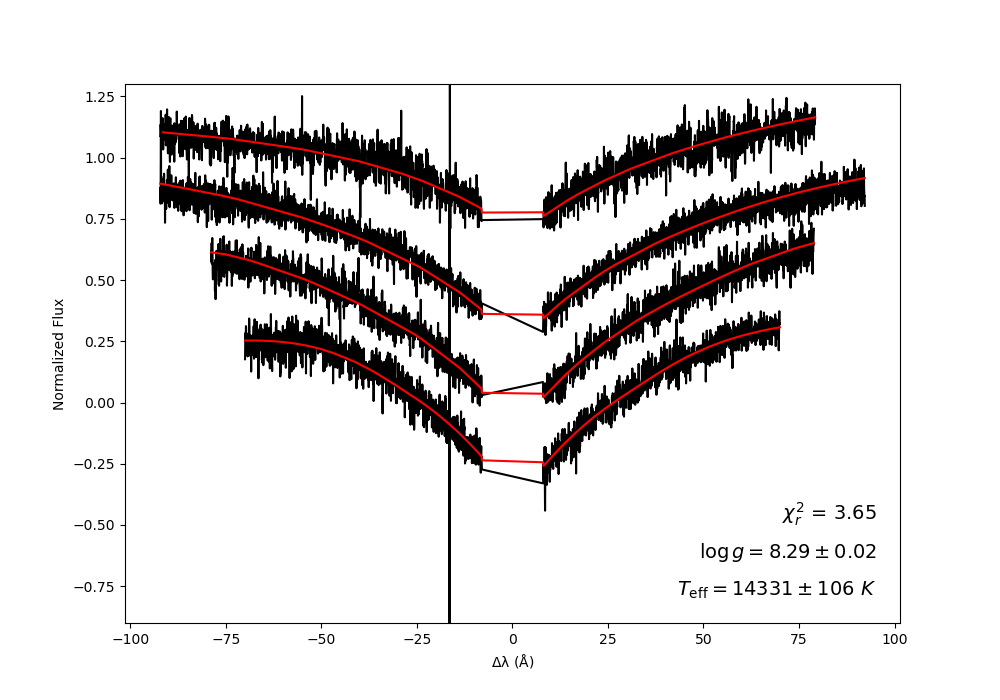 1.25
1.00
0.75
0.50
0.25
0.00
−0.25
−0.50
−0.75
Normalized Flux
χ²ᵣ = 3.65
log g = 8.29 ± 0.02
T_eff = 14331 ± 106 K
−100 −75 −50 −25 0 25 50 75 100
Δλ (Å)